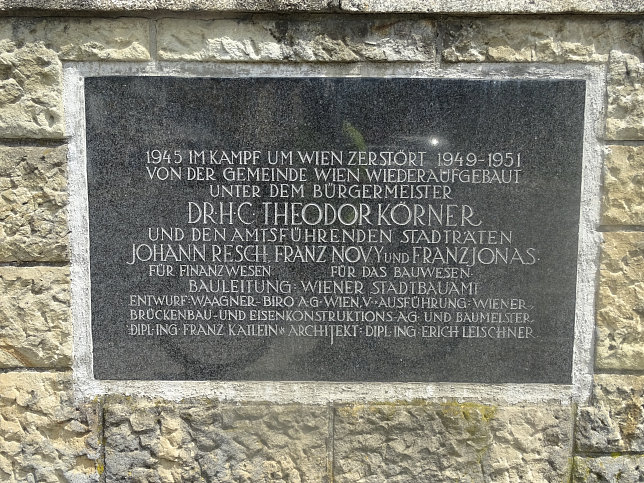 1945 IM KAMPF UM WIEN ZERSTÖRT 1949-1951
VON DER GEMEINDE WIEN WIEDERAUFGEBAUT
UNTER DEM BÜRGERMEISTER
DR·H·C· THEODOR KÖRNER
UND DEN AMTSFÜHRENDEN STADTRÄTEN
JOHANN RESCH, FRANZ NOVY UND FRANZ JONAS·
FÜR FINANZWESEN FÜR DAS BAUWESEN·
BAULEITUNG WIENER STADTBAUAMT
ENTWURF: WAAGNER-BIRO A·G·WIEN,V·AUSFÜHRUNG: WIENER
BRÜCKENBAU-UND EISENKONSTRUKTIONS-AG· UND BAUMEISTER
DIPL·ING· FRANZ KATLEIN·ARCHITEKT·DIPL·ING·ERICH LEISCHNER